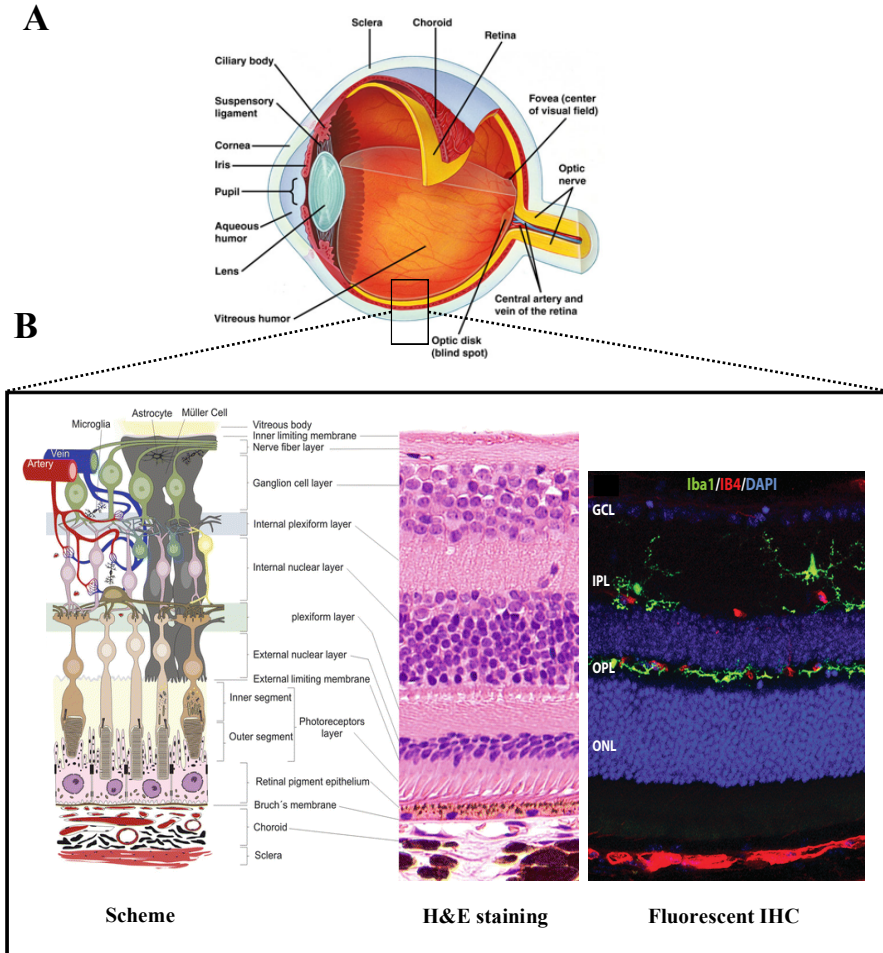 A
Sclera
Choroid
Retina
Ciliary body
Suspensory
ligament
Cornea
Iris
Pupil
Aqueous
humor
Lens
Vitreous humor
Fovea (center
of visual field)
Optic
nerve
Central artery and
vein of the retina
Optic disk
(blind spot)
B
Microglia
Astrocyte
Müller Cell
Vein
Artery
Vitreous body
Inner limiting membrane
Nerve fiber layer
Ganglion cell layer
Internal plexiform layer
Internal nuclear layer
plexiform layer
External nuclear layer
External limiting membrane
Inner segment
Photoreceptors
layer
Outer segment
Retinal pigment epithelium
Bruch´s membrane
Choroid
Sclera
Iba1/IB4/DAPI
GCL
IPL
OPL
ONL
Scheme
H&E staining
Fluorescent IHC